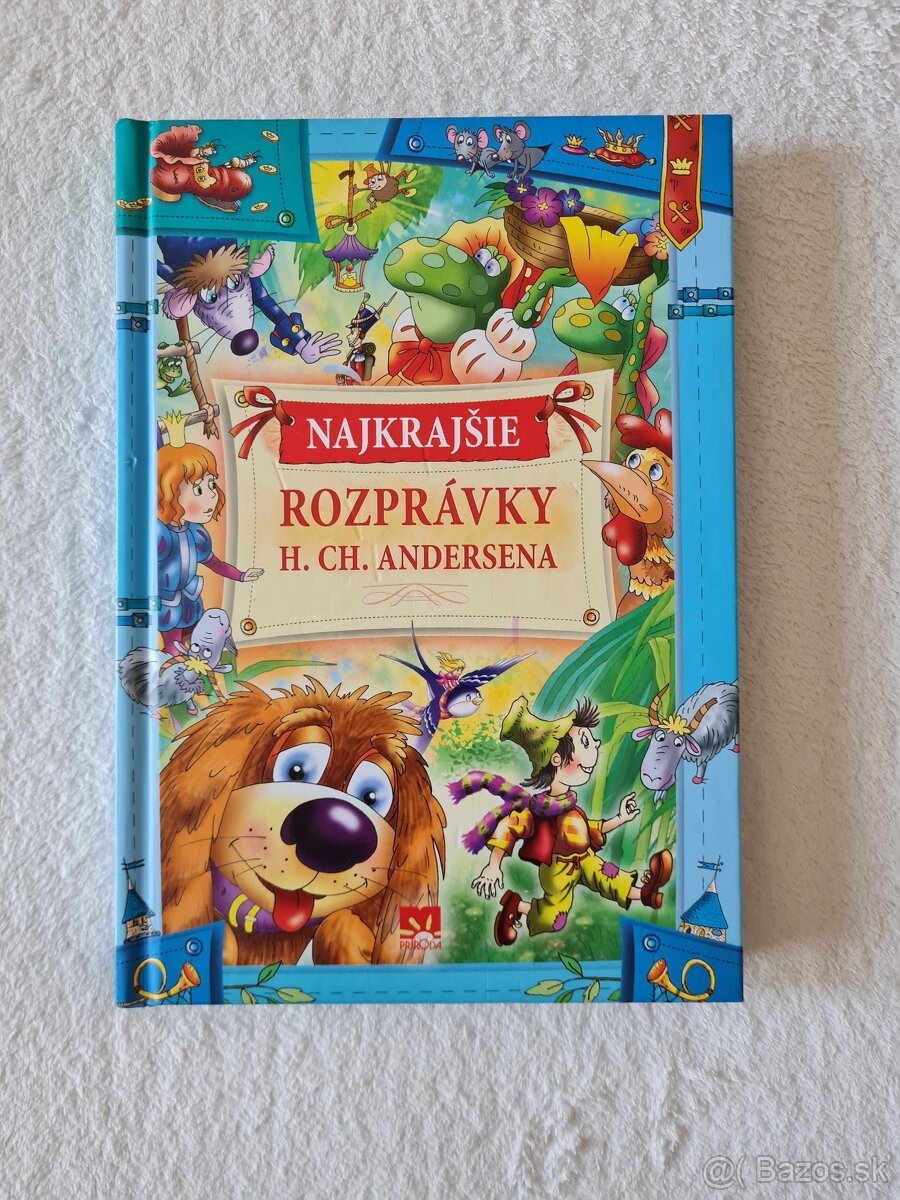 NAJKRAJŠIE
ROZPRÁVKY
H. CH. ANDERSENA
PRÍRODA
@( Bazos.sk